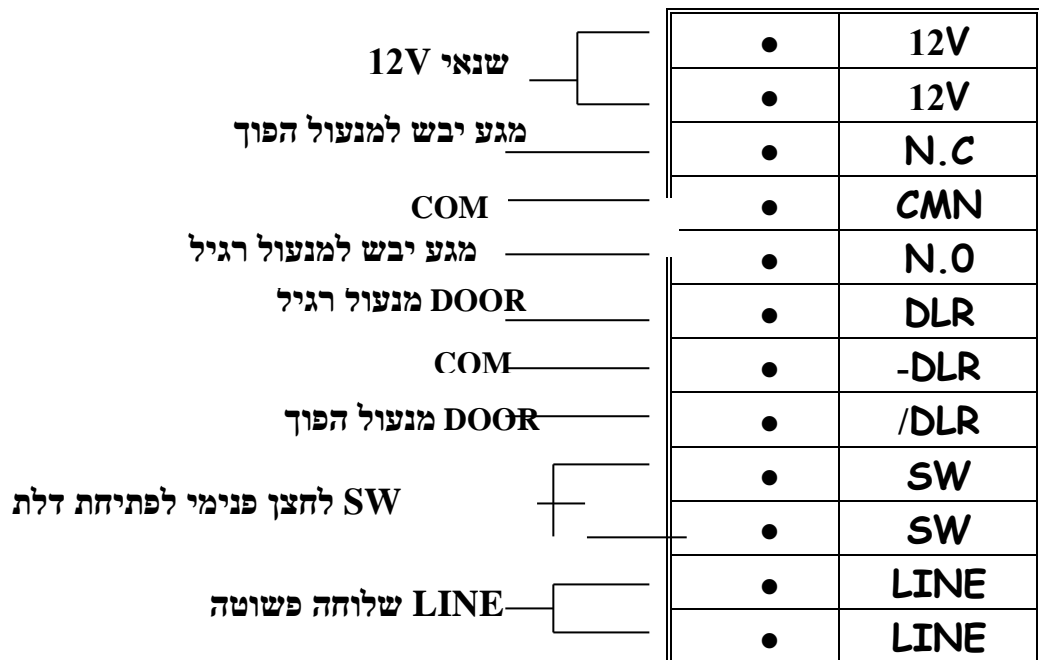 שנאי 12V
12V
12V
מגע יבש למנעול הפוך
N.C
COM
CMN
מגע יבש למנעול רגיל
N.O
DOOR מנעול רגיל
DLR
COM
-DLR
DOOR מנעול הפוך
/DLR
SW לחצן פנימי לפתיחת דלת
SW
SW
LINE שלוחה פשוטה
LINE
LINE